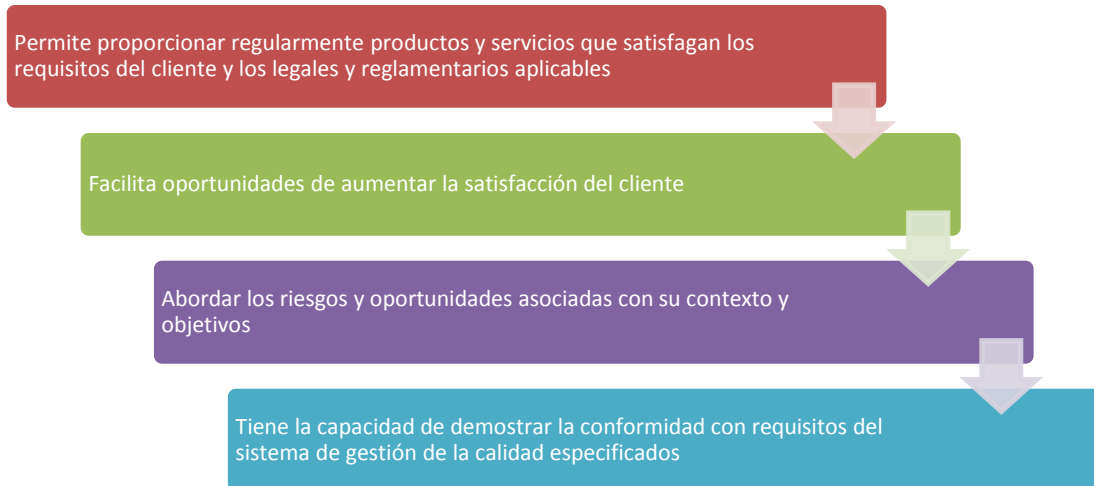 Permite proporcionar regularmente productos y servicios que satisfagan los
requisitos del cliente y los legales y reglamentarios aplicables
Facilita oportunidades de aumentar la satisfacción del cliente
Abordar los riesgos y oportunidades asociadas con su contexto y
objetivos
Tiene la capacidad de demostrar la conformidad con requisitos del
sistema de gestión de la calidad especificados